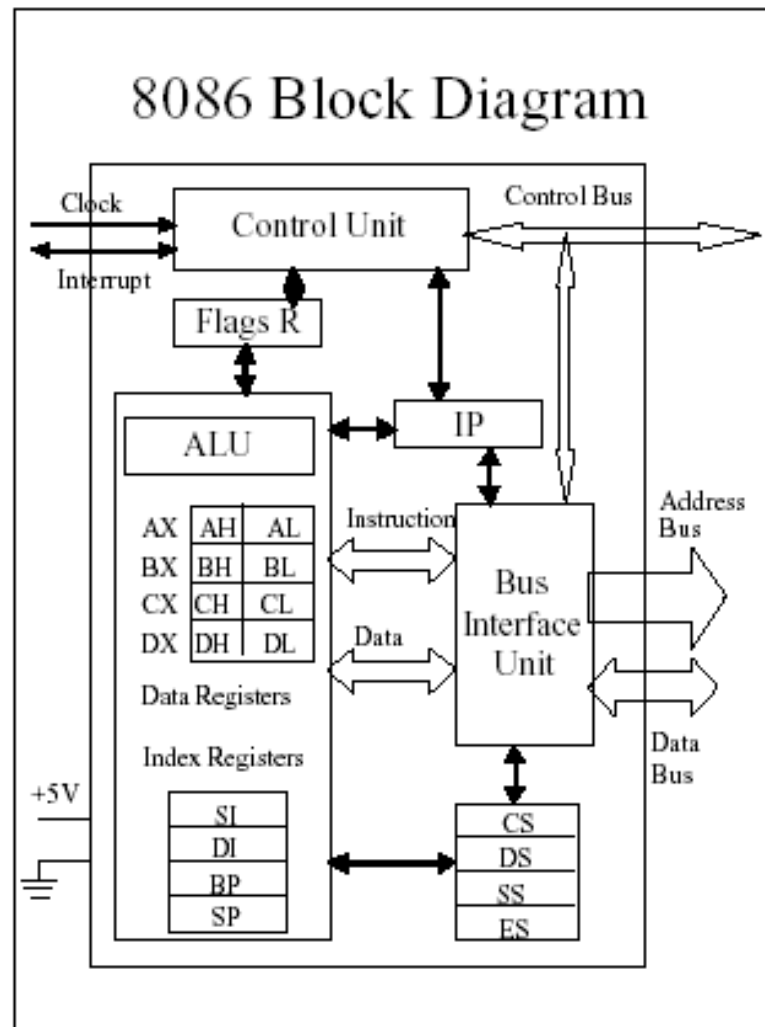 8086 Block Diagram
Clock
Control Unit
Control Bus
Interrupt
Flags R
ALU
IP
Address
Bus
AX AH AL
BX BH BL
CX CH CL
DX DH DL
Instruction
Data
Bus
Interface
Unit
Data Registers
Index Registers
Data
Bus
+5V
SI
DI
BP
SP
CS
DS
SS
ES